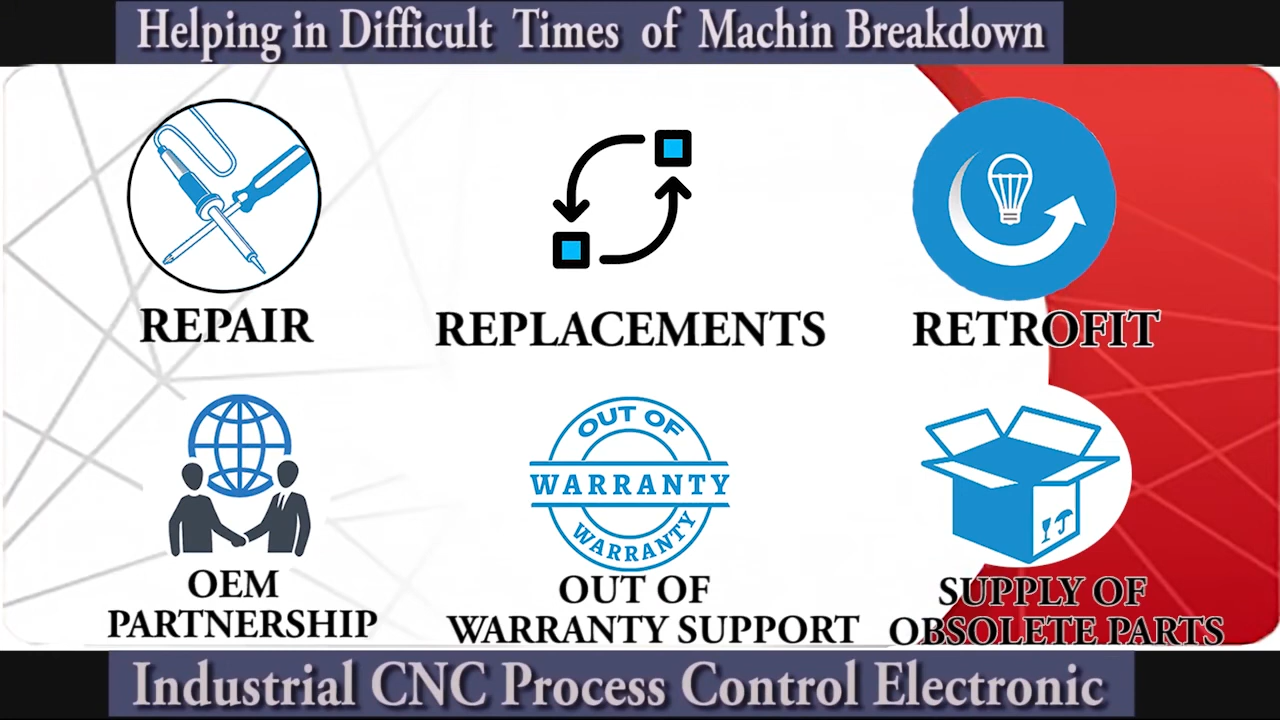 Helping in Difficult Times of Machin Breakdown
REPAIR
REPLACEMENTS
RETROFIT
OUT OF
WARRANTY
WARRANTY
OEM
PARTNERSHIP
OUT OF
WARRANTY SUPPORT
SUPPLY OF
OBSOLETE PARTS
Industrial CNC Process Control Electronic